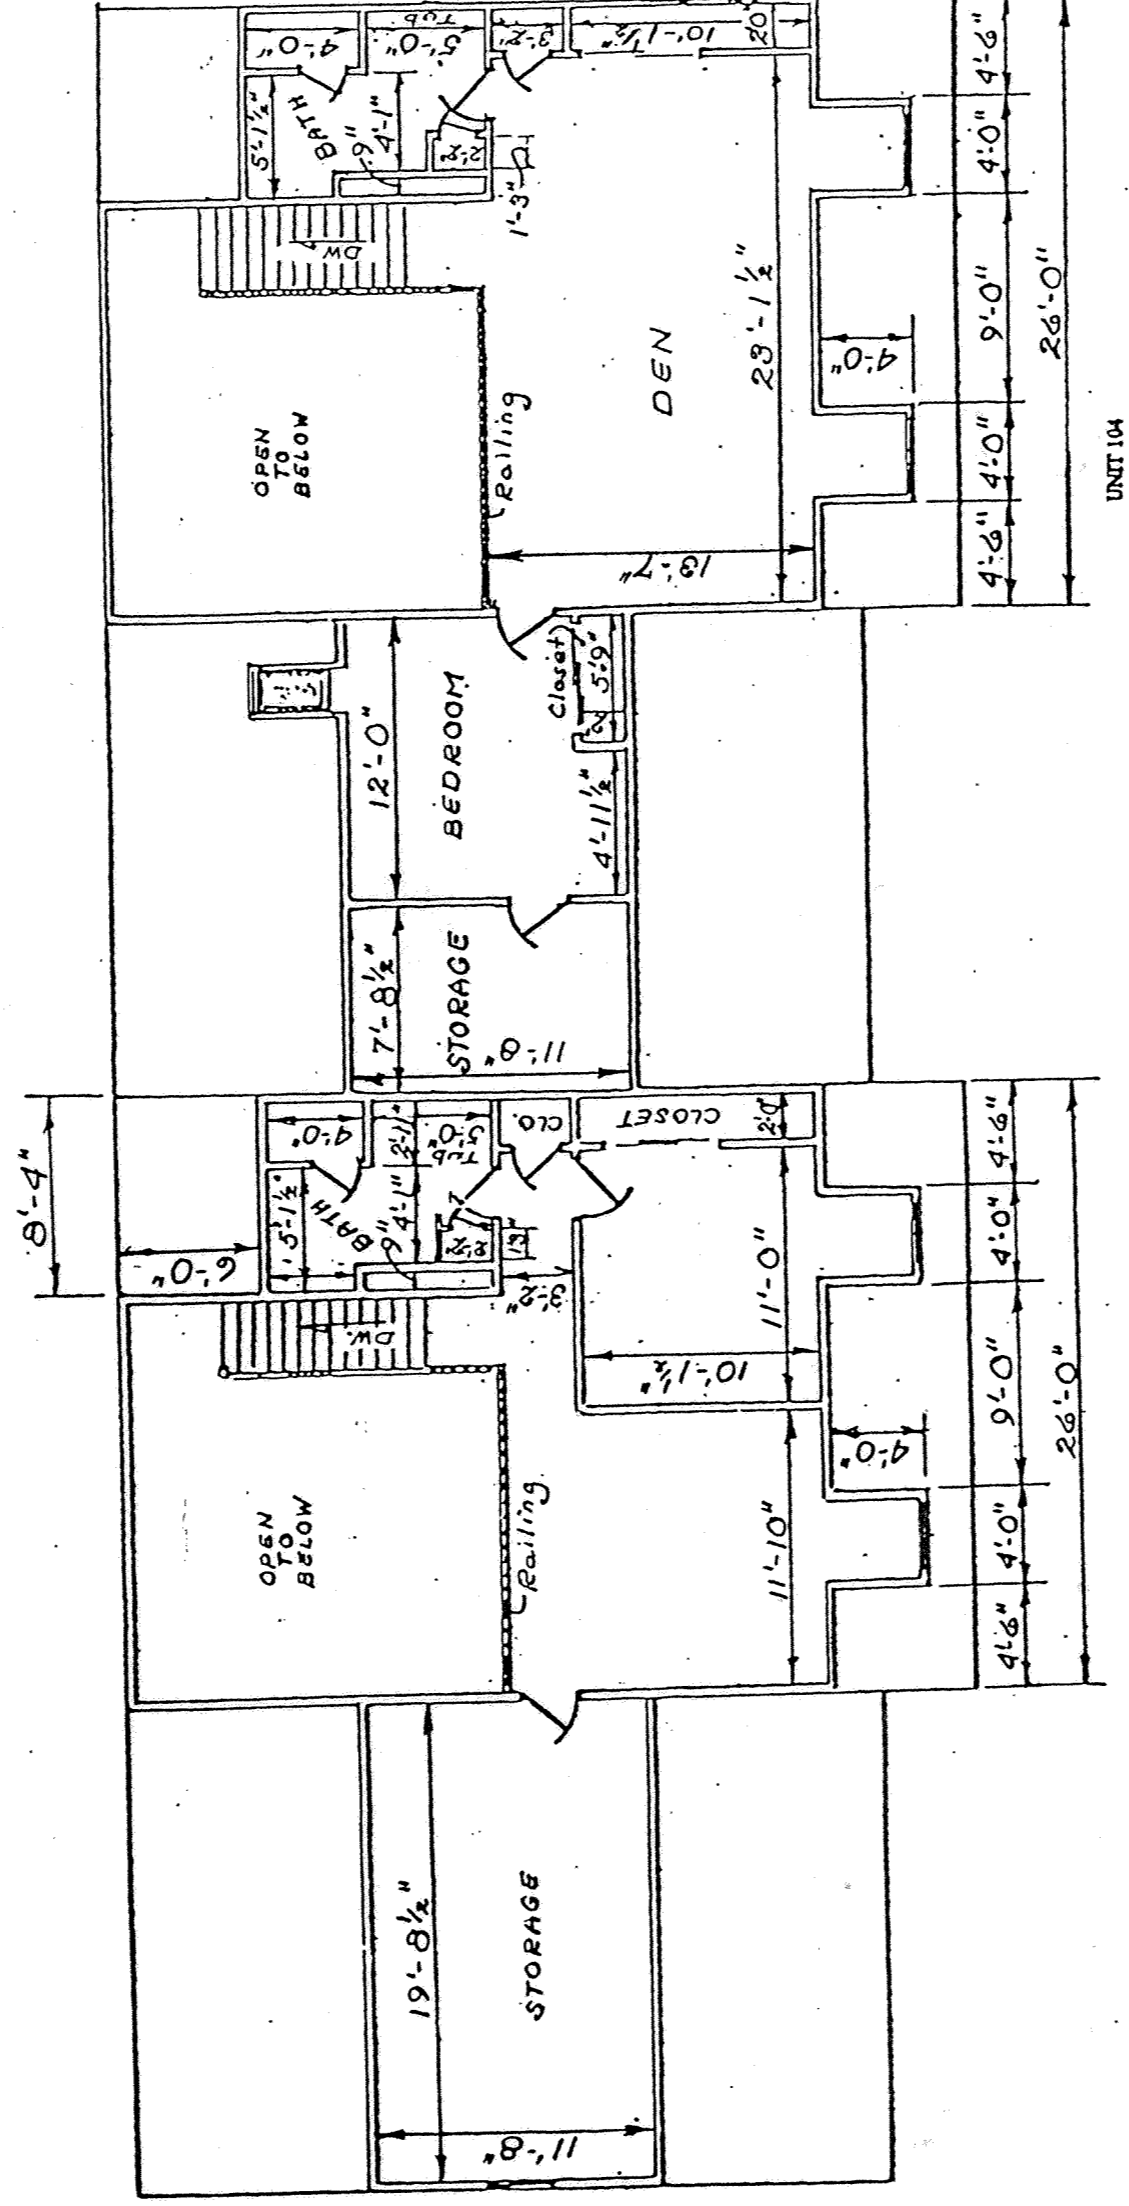 4'-0"
5'-0"
TUB
3'-2"
10'-1½"
20
5'-1½"
BATH
9"
4'-1"
2'-2"
1'-3"
DW
OPEN
TO
BELOW
Railing
DEN
23'-1½"
13'-7"
4'-6"
4'-0"
9'-0"
4'-0"
4'-0"
4'-6"
26'-0"
UNIT 104
12'-0"
BEDROOM
Closet
5'-9"
4'-11½"
7'-8½"
STORAGE
11'-8"
8'-4"
6'-0"
4'-0"
2'-11"
5'-0"
TUB
CLO.
CLOSET
2'-0"
5'-1½"
BATH
4'-1"
2'-2"
13"
3'-2"
DW.
OPEN
TO
BELOW
Railing
11'-0"
10'-1½"
11'-10"
4'-6"
4'-0"
9'-0"
4'-0"
4'-0"
4'-6"
26'-0"
19'-8½"
STORAGE
11'-8"